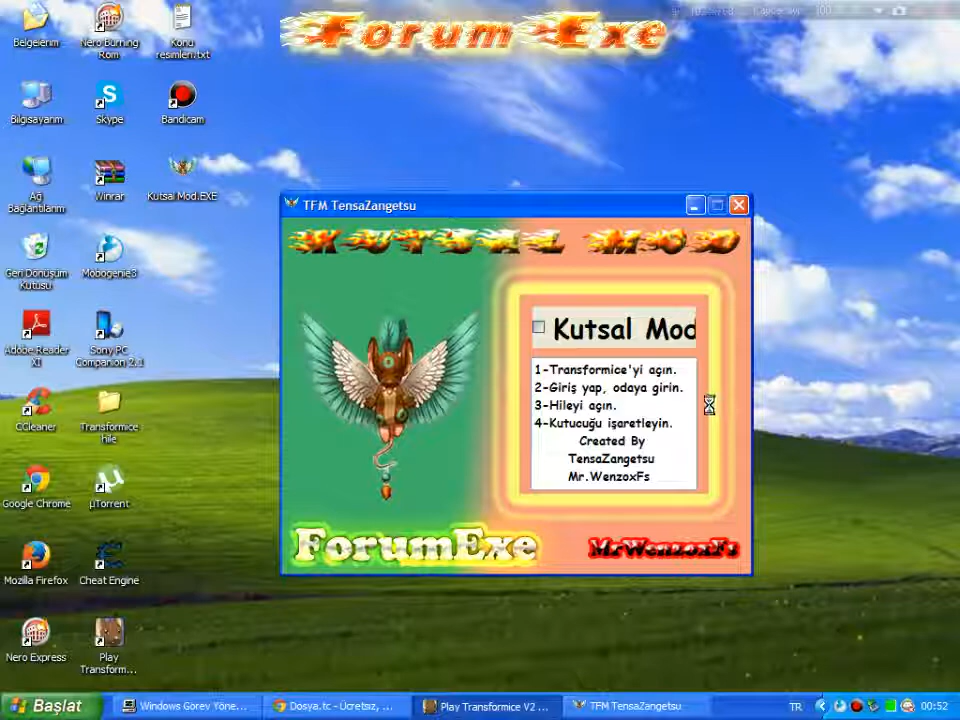 Forum Exe
Belgelerim
Nero Burning
Rom
Konu
resimleri.txt
Bilgisayarım
Skype
Bandicam
Ağ
Bağlantılarım
Winrar
Kutsal Mod.EXE
Geri Dönüşüm
Kutusu
Mobogenie3
Adobe Reader
XI
Sony PC
Companion 2.1
CCleaner
Transformice
hile
Google Chrome
µTorrent
Mozilla Firefox
Cheat Engine
Nero Express
Play
Transform...
TFM TensaZangetsu
KUTSAL MOD
Kutsal Mod
1-Transformice'yi açın.
2-Giriş yap, odaya girin.
3-Hileyi açın.
4-Kutucuğu işaretleyin.
Created By
TensaZangetsu
Mr.WenzoxFs
ForumExe
MrWenzoxFs
Başlat
Windows Görev Yöne...
Dosya.tc - Ücretsiz, ...
Play Transformice V2 ...
TFM TensaZangetsu
TR
00:52